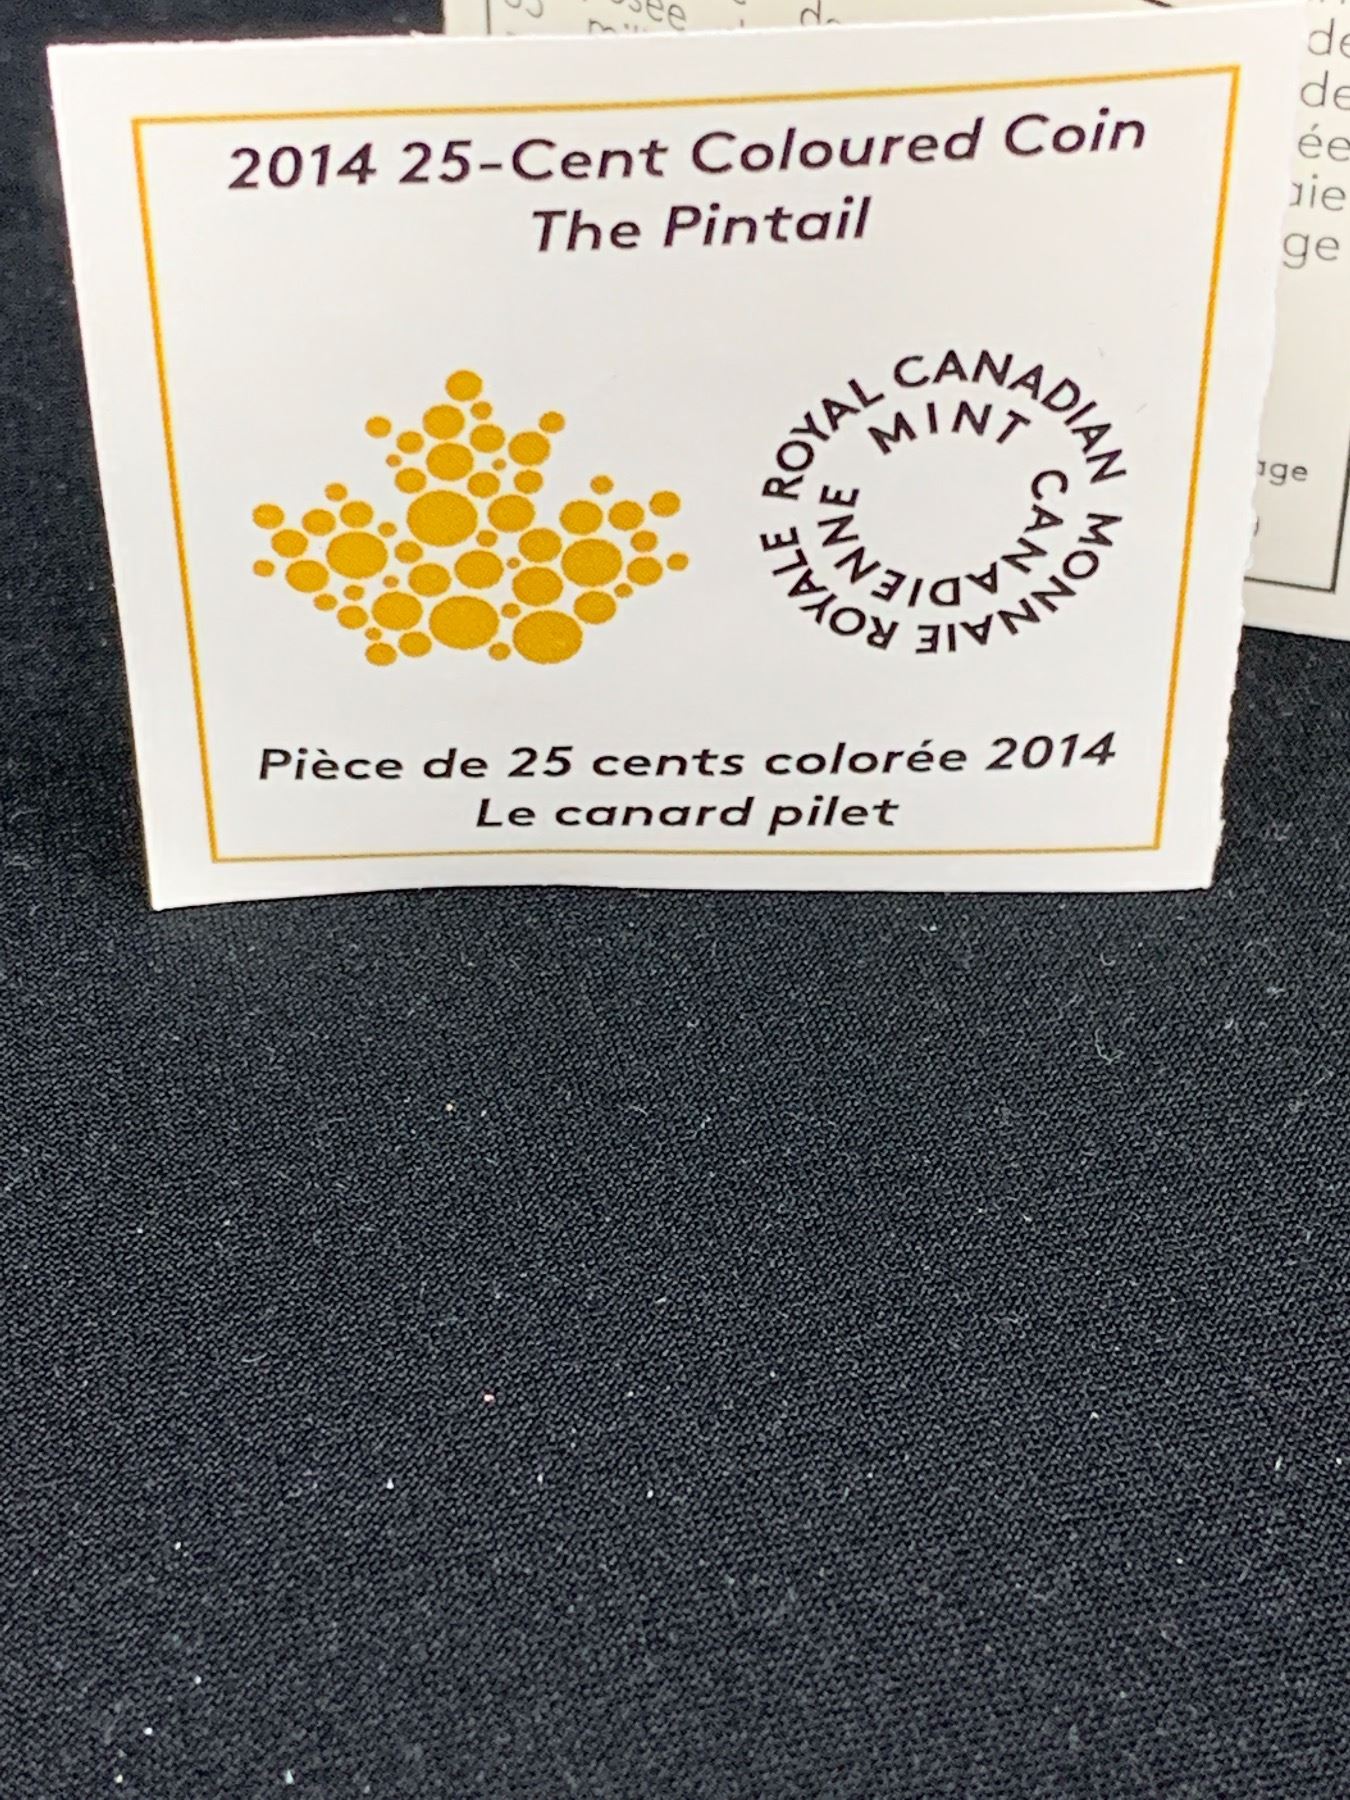 2014 25-Cent Coloured Coin
The Pintail
ROYAL CANADIAN MINT CANADA
MONNAIE ROYALE CANADIENNE
Pièce de 25 cents colorée 2014
Le canard pilet